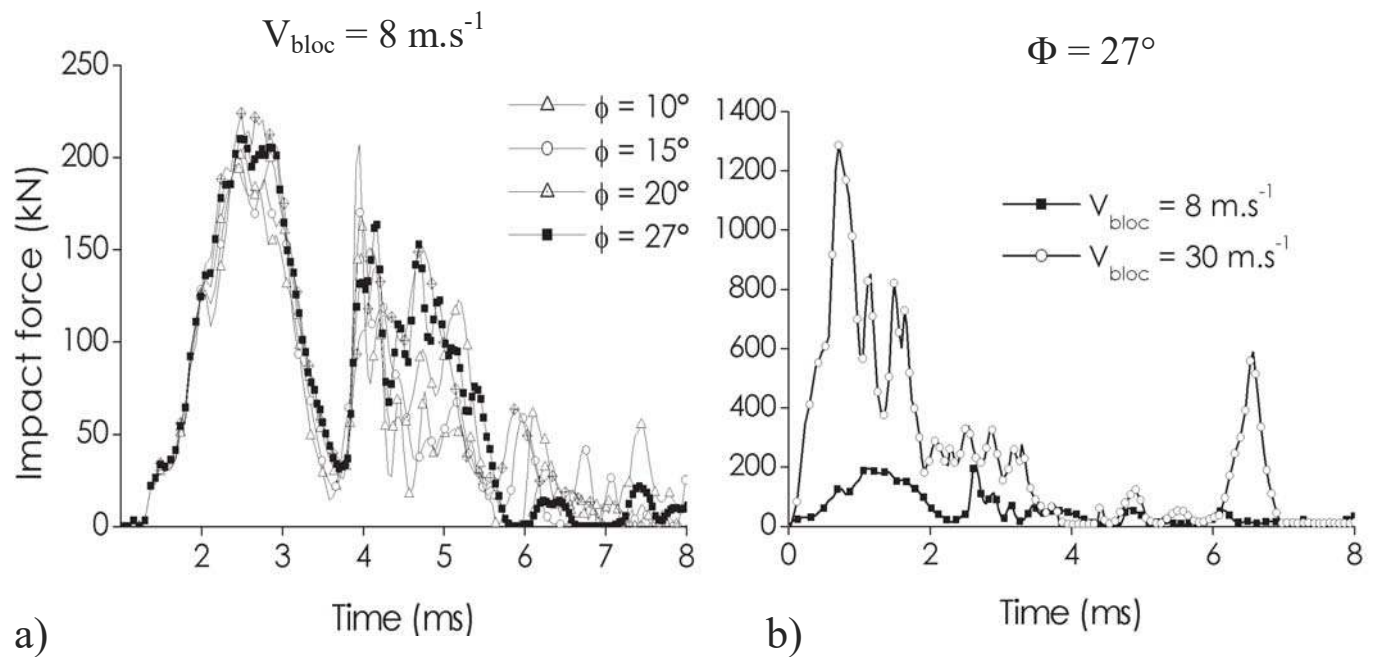 V_bloc = 8 m.s⁻¹
250
200
150
100
50
0
Impact force (kN)
2 3 4 5 6 7 8
Time (ms)
ϕ = 10°
ϕ = 15°
ϕ = 20°
ϕ = 27°
a)
Φ = 27°
1400
1200
1000
800
600
400
200
0
0 2 4 6 8
Time (ms)
V_bloc = 8 m.s⁻¹
V_bloc = 30 m.s⁻¹
b)